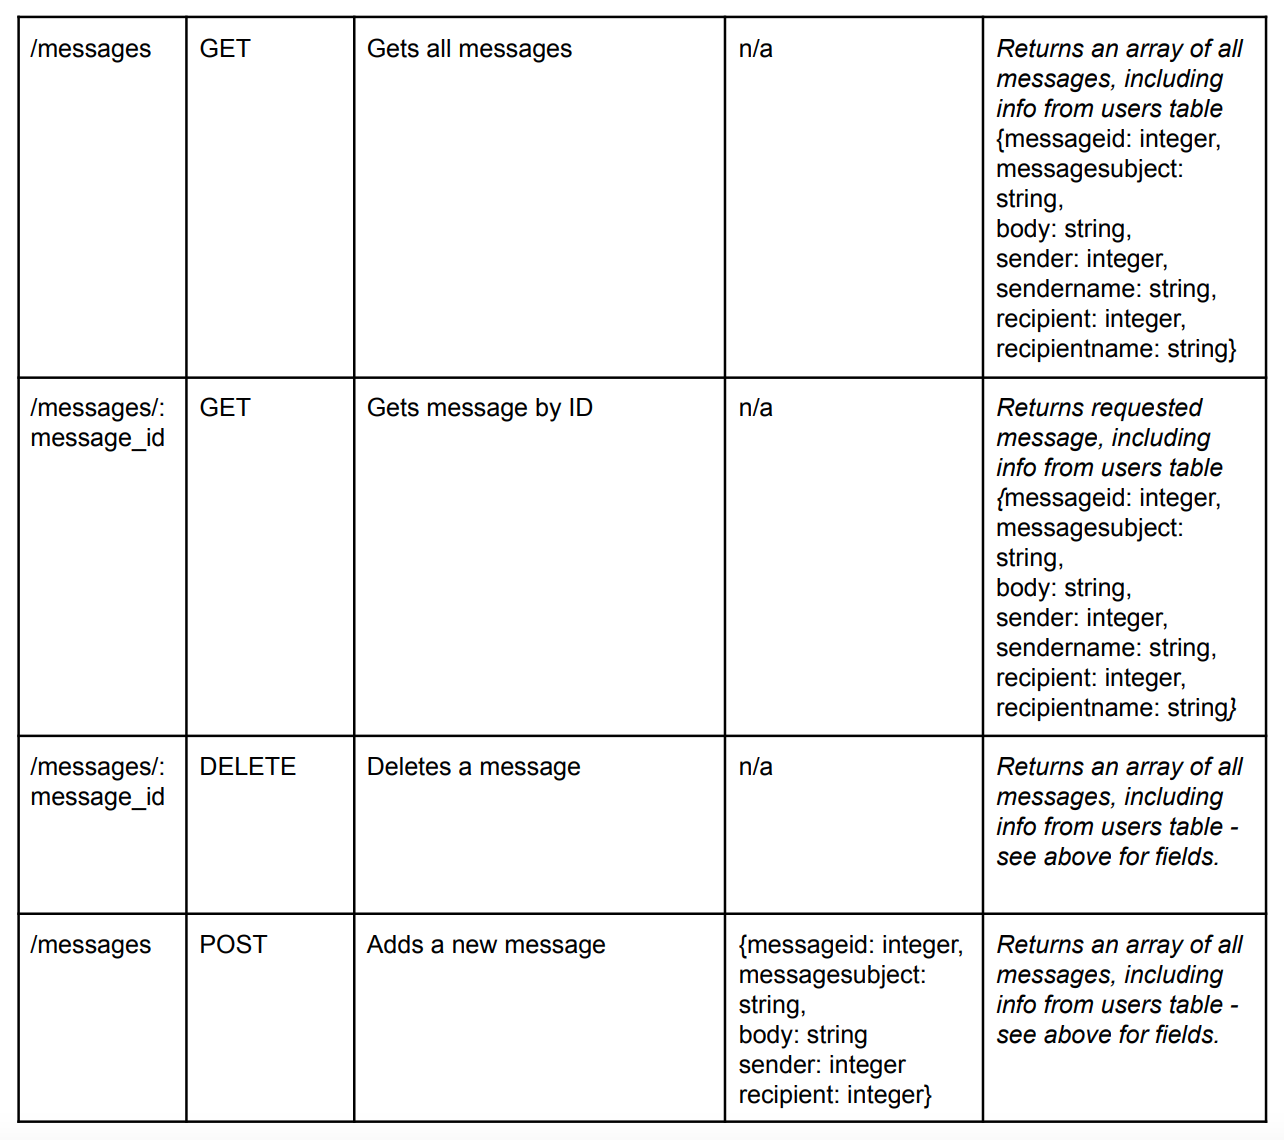 /messages
GET
Gets all messages
n/a
Returns an array of all
messages, including
info from users table
{messageid: integer,
messagesubject:
string,
body: string,
sender: integer,
sendername: string,
recipient: integer,
recipientname: string}
/messages/:
message_id
GET
Gets message by ID
n/a
Returns requested
message, including
info from users table
{messageid: integer,
messagesubject:
string,
body: string,
sender: integer,
sendername: string,
recipient: integer,
recipientname: string}
/messages/:
message_id
DELETE
Deletes a message
n/a
Returns an array of all
messages, including
info from users table -
see above for fields.
/messages
POST
Adds a new message
{messageid: integer,
messagesubject:
string,
body: string
sender: integer
recipient: integer}
Returns an array of all
messages, including
info from users table -
see above for fields.